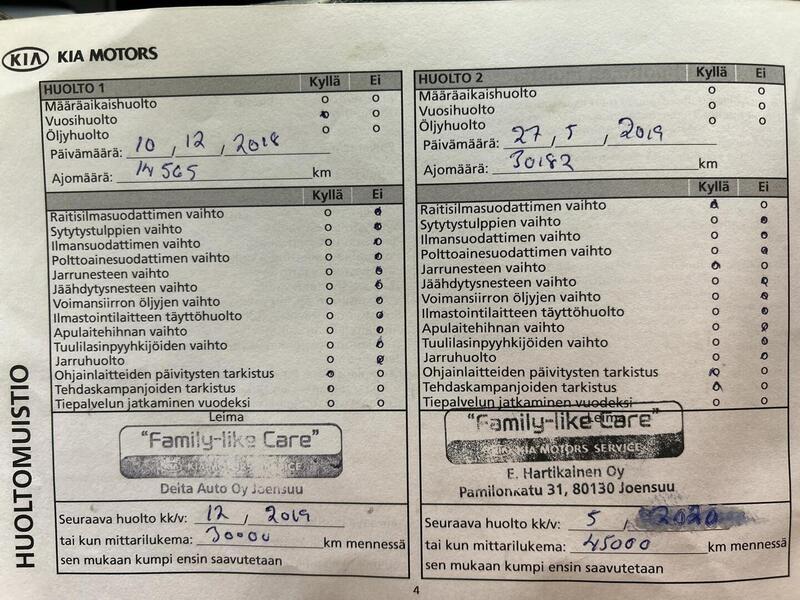 KIA KIA MOTORS
HUOLTO 1 Kyllä Ei
Määräaikaishuolto o o
Vuosihuolto o o
Öljyhuolto o o
Päivämäärä: 10 , 12 , 2018
Ajomäärä: 14 565 km
Kyllä Ei
Raitisilmasuodattimen vaihto o o
Sytytystulppien vaihto o o
Ilmansuodattimen vaihto o o
Polttoainesuodattimen vaihto o o
Jarrunesteen vaihto o o
Jäähdytysnesteen vaihto o o
Voimansiirron öljyjen vaihto o o
Ilmastointilaitteen täyttöhuolto o o
Apulaitehihnan vaihto o o
Tuulilasinpyyhkijöiden vaihto o o
Jarruhuolto o o
Ohjainlaitteiden päivitysten tarkistus o o
Tehdaskampanjoiden tarkistus o o
Tiepalvelun jatkaminen vuodeksi o o
Leima
"Family-like Care"
KIA MOTORS SERVICE
Deita Auto Oy Joensuu
Seuraava huolto kk/v: 12 / 2019
tai kun mittarilukema: 30000 km mennessä
sen mukaan kumpi ensin saavutetaan
HUOLTO 2 Kyllä Ei
Määräaikaishuolto o o
Vuosihuolto o o
Öljyhuolto o o
Päivämäärä: 27 / 5 , 2019
Ajomäärä: 30182 km
Kyllä Ei
Raitisilmasuodattimen vaihto o o
Sytytystulppien vaihto o o
Ilmansuodattimen vaihto o o
Polttoainesuodattimen vaihto o o
Jarrunesteen vaihto o o
Jäähdytysnesteen vaihto o o
Voimansiirron öljyjen vaihto o o
Ilmastointilaitteen täyttöhuolto o o
Apulaitehihnan vaihto o o
Tuulilasinpyyhkijöiden vaihto o o
Jarruhuolto o o
Ohjainlaitteiden päivitysten tarkistus o o
Tehdaskampanjoiden tarkistus o o
Tiepalvelun jatkaminen vuodeksi o o
Leima
"Family-like Care"
KIA MOTORS SERVICE
E. Hartikainen Oy
Pamilonkatu 31, 80130 Joensuu
Seuraava huolto kk/v: 5 , 2020
tai kun mittarilukema: 45000 km mennessä
sen mukaan kumpi ensin saavutetaan
HUOLTOMUISTIO
4